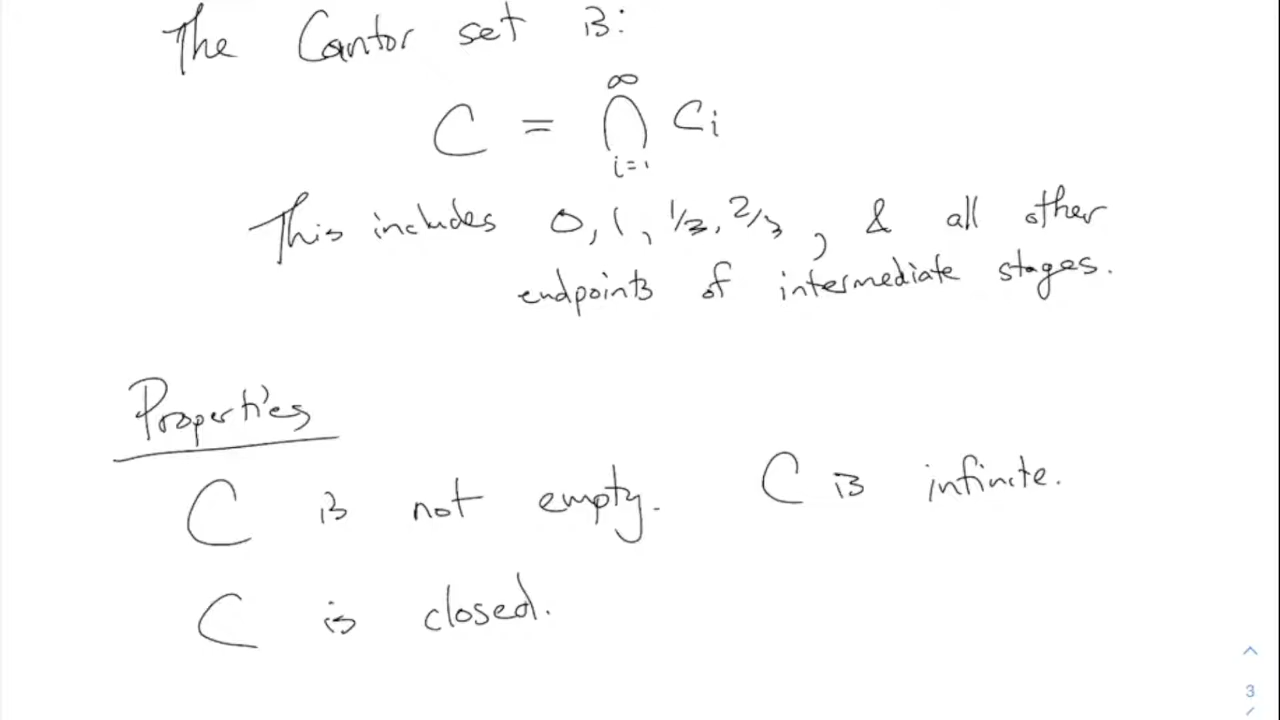 The Cantor set is:
C = ⋂_{i=1}^{∞} C_i
This includes 0, 1, 1/3, 2/3, & all other
endpoints of intermediate stages.
Properties
C is not empty. C is infinite.
C is closed.
3